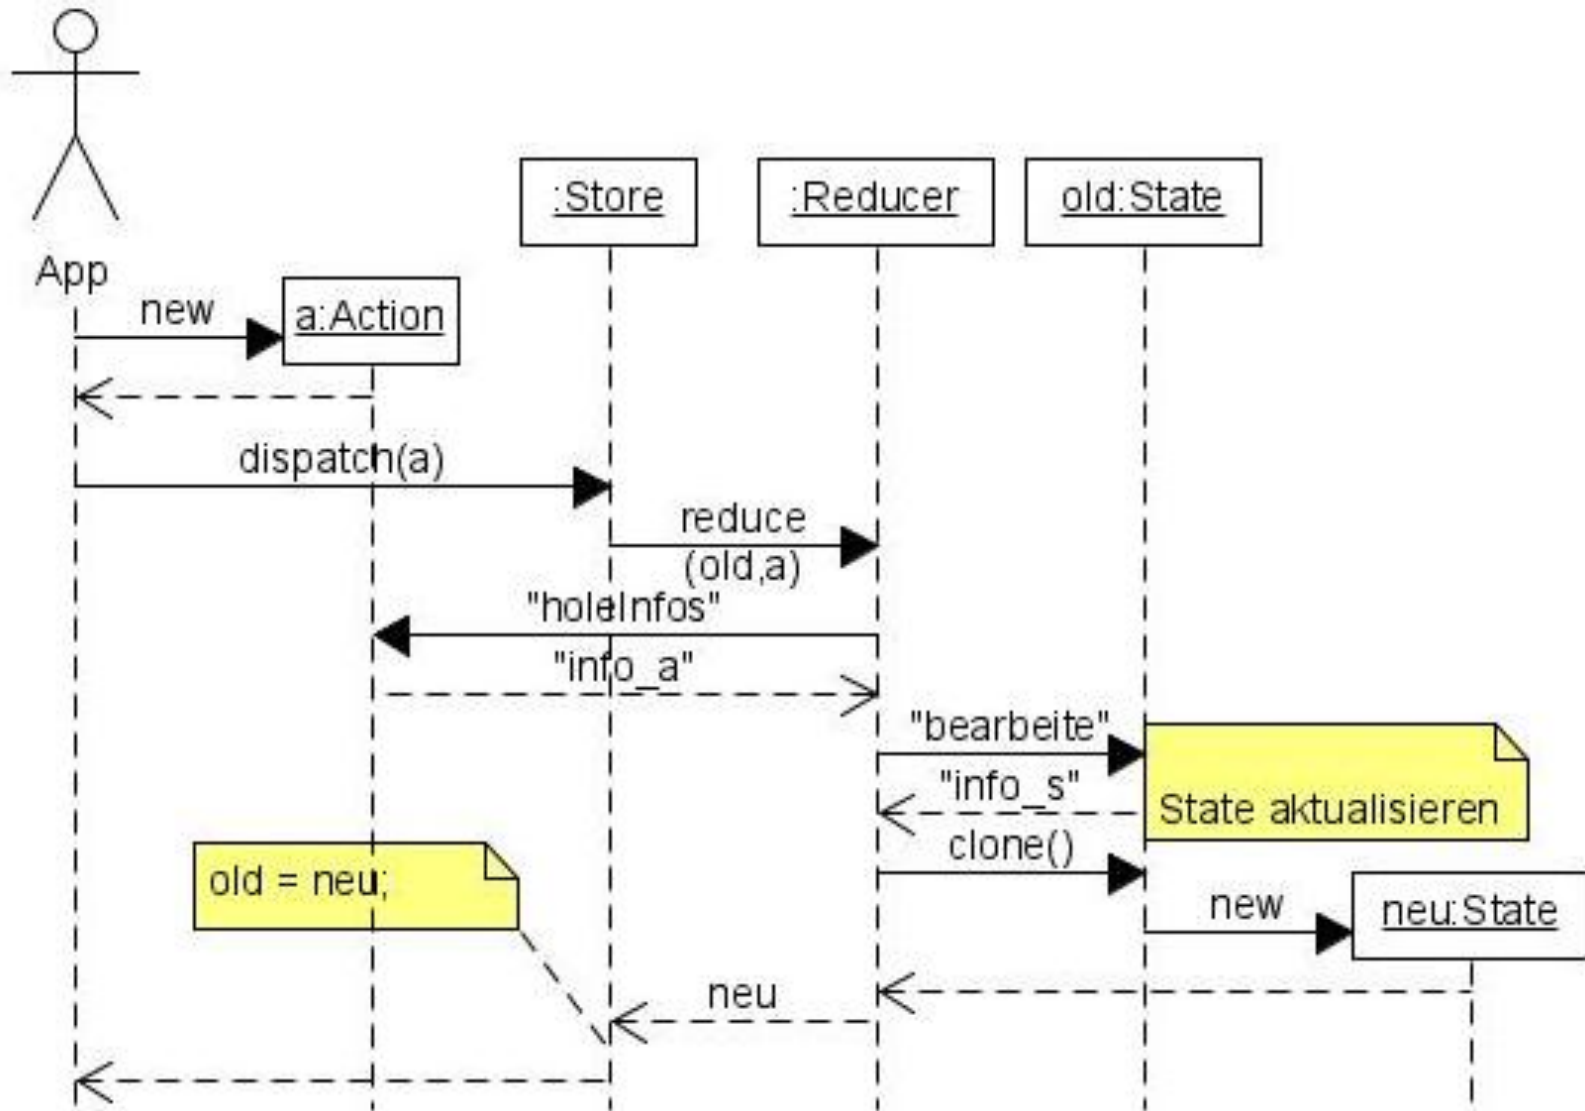 :Store
:Reducer
old:State
App
new
a:Action
dispatch(a)
reduce
(old,a)
"holeInfos"
"info_a"
"bearbeite"
"info_s"
State aktualisieren
clone()
old = neu;
new
neu:State
neu